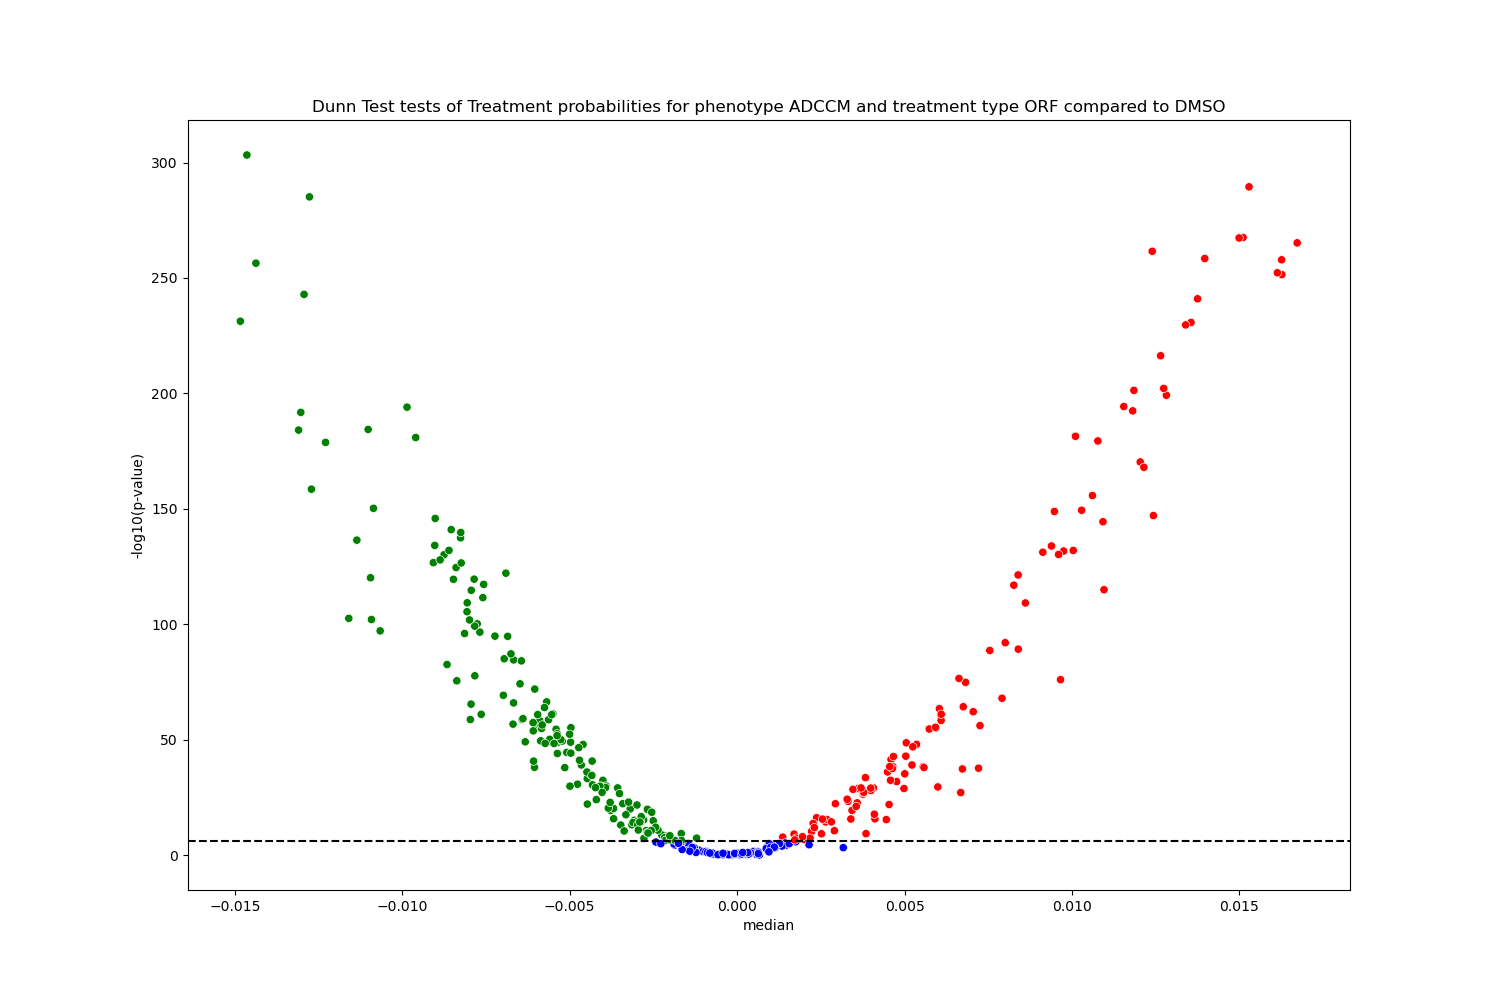 Dunn Test tests of Treatment probabilities for phenotype ADCCM and treatment type ORF compared to DMSO
300
250
200
150
100
50
0
-log10(p-value)
−0.015 −0.010 −0.005 0.000 0.005 0.010 0.015
median